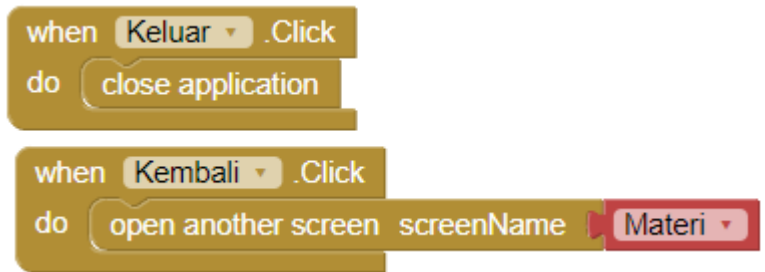 when Keluar .Click
do close application
when Kembali .Click
do open another screen screenName Materi